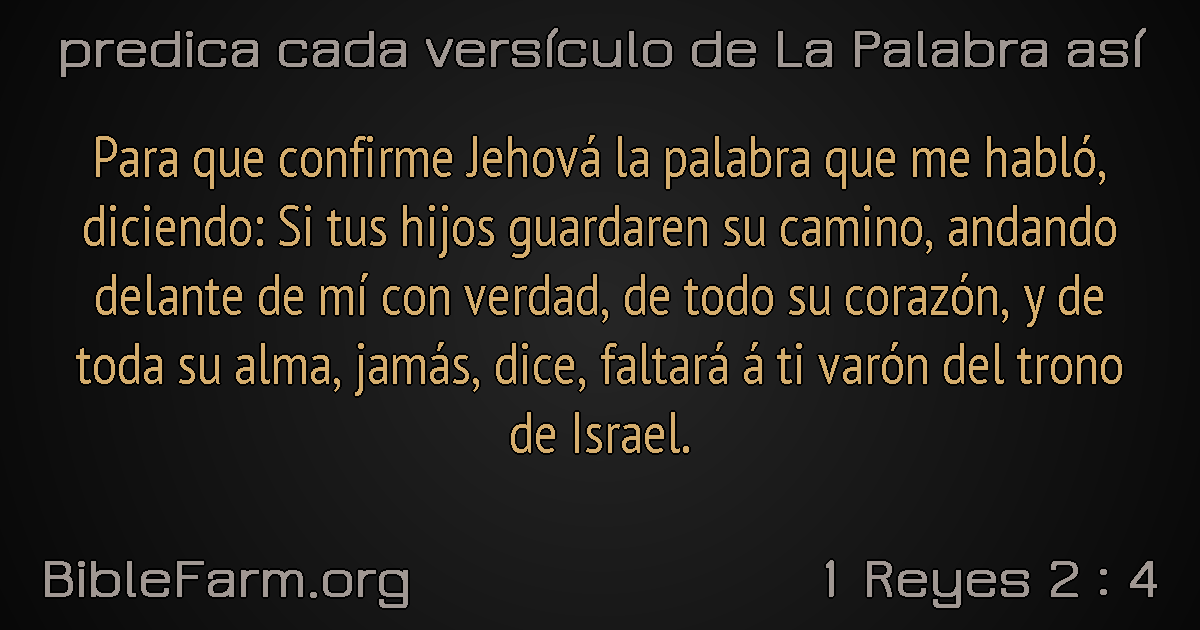 predica cada versículo de La Palabra así
Para que confirme Jehová la palabra que me habló,
diciendo: Si tus hijos guardaren su camino, andando
delante de mí con verdad, de todo su corazón, y de
toda su alma, jamás, dice, faltará á ti varón del trono
de Israel.
BibleFarm.org
1 Reyes 2 : 4